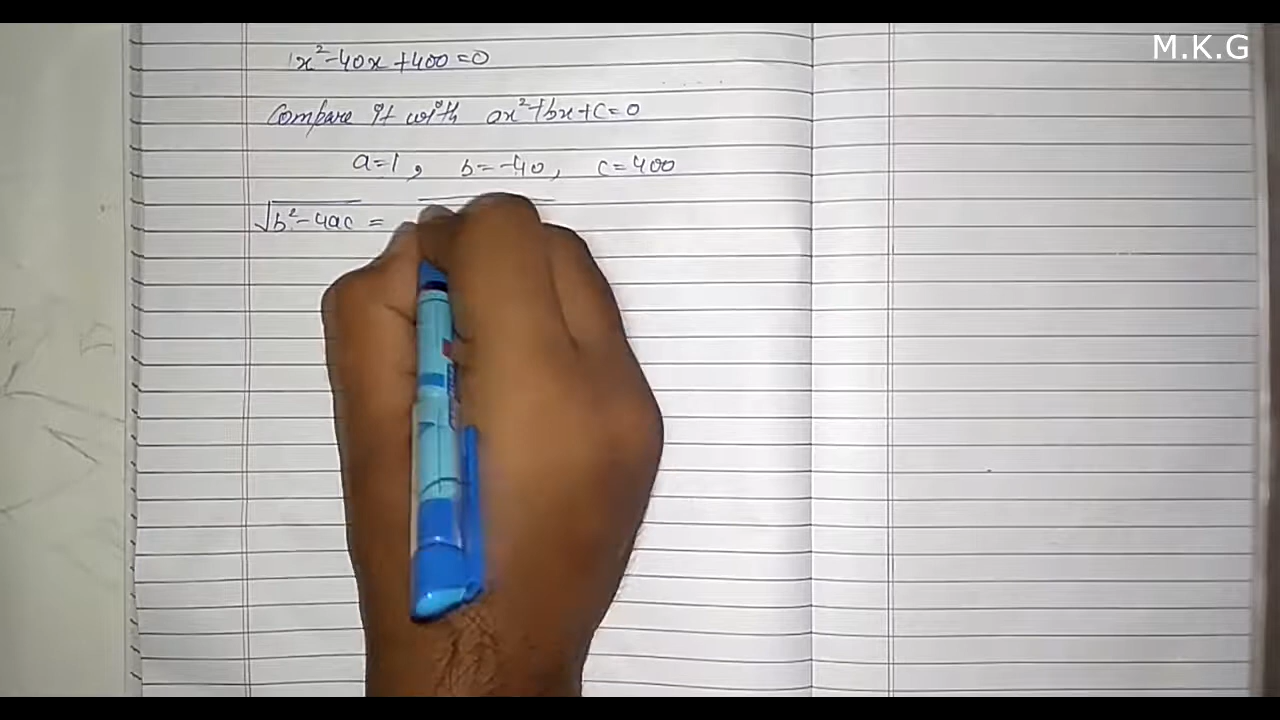 M.K.G
x²-40x+400=0
Compare it with ax²+bx+c=0
a=1, b=-40, c=400
√b²-4ac =